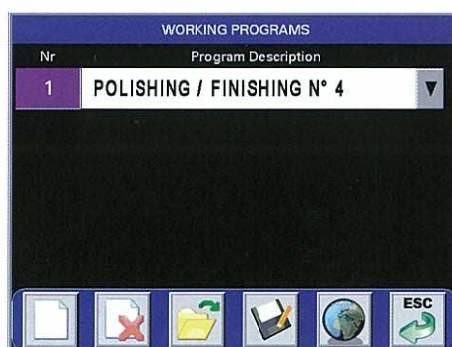 WORKING PROGRAMS
Nr Program Description
1 POLISHING / FINISHING N° 4
ESC